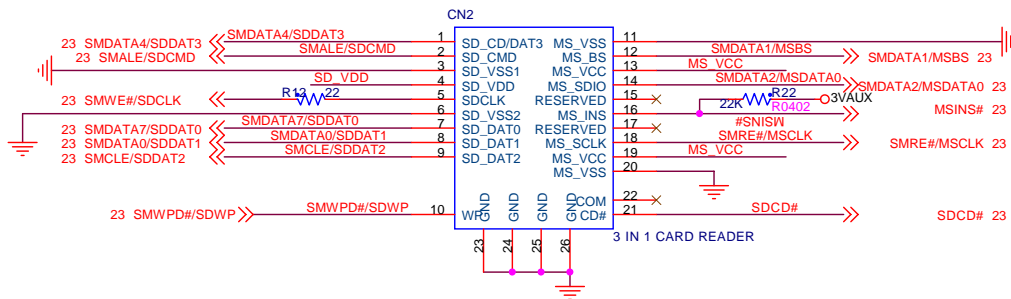 CN2
23 SMDATA4/SDDAT3 SMDATA4/SDDAT3 1 SD_CD/DAT3 MS_VSS 11
23 SMALE/SDCMD SMALE/SDCMD 2 SD_CMD MS_BS 12 SMDATA1/MSBS SMDATA1/MSBS 23
3 SD_VSS1 MS_VCC 13 MS_VCC
SD_VDD 4 SD_VDD MS_SDIO 14 SMDATA2/MSDATA0 SMDATA2/MSDATA0 23
23 SMWE#/SDCLK R12 22 5 SDCLK RESERVED 15 22K R22 R0402 3VAUX
6 SD_VSS2 MS_INS 16 MSINS# MSINS# 23
23 SMDATA7/SDDAT0 SMDATA7/SDDAT0 7 SD_DAT0 RESERVED 17
23 SMDATA0/SDDAT1 SMDATA0/SDDAT1 8 SD_DAT1 MS_SCLK 18 SMRE#/MSCLK SMRE#/MSCLK 23
23 SMCLE/SDDAT2 SMCLE/SDDAT2 9 SD_DAT2 MS_VCC 19 MS_VCC
MS_VSS 20
COM 22
23 SMWPD#/SDWP SMWPD#/SDWP 10 WP CD# 21 SDCD# SDCD# 23
GND GND GND GND
3 IN 1 CARD READER
23 24 25 26